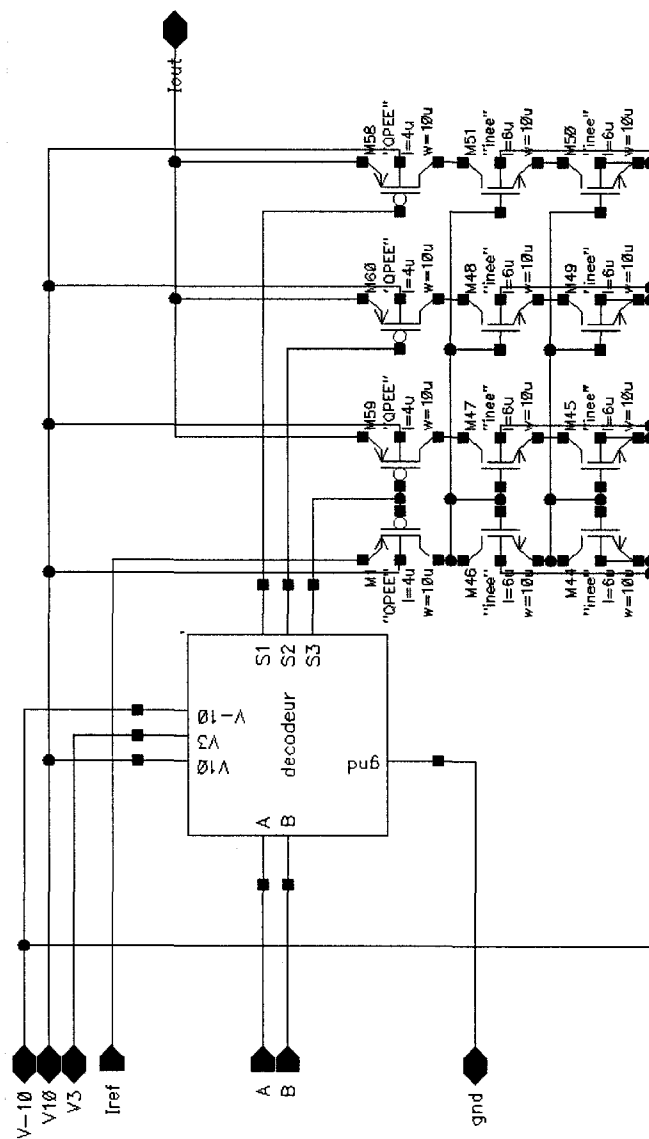 V-10
V10
V3
Iref
A
B
gnd
V-10
V3
V10
A
B
decodeur
gnd
S1
S2
S3
Iout
M1
"QPEE"
l=4u
w=10u
M59
"QPEE"
l=4u
w=10u
M60
"QPEE"
l=4u
w=10u
M58
"QPEE"
l=4u
w=10u
M46
"inee"
l=6u
w=10u
M47
"inee"
l=6u
w=10u
M48
"inee"
l=6u
w=10u
M51
"inee"
l=6u
w=10u
M44
"inee"
l=6u
w=10u
M45
"inee"
l=6u
w=10u
M49
"inee"
l=6u
w=10u
M50
"inee"
l=6u
w=10u